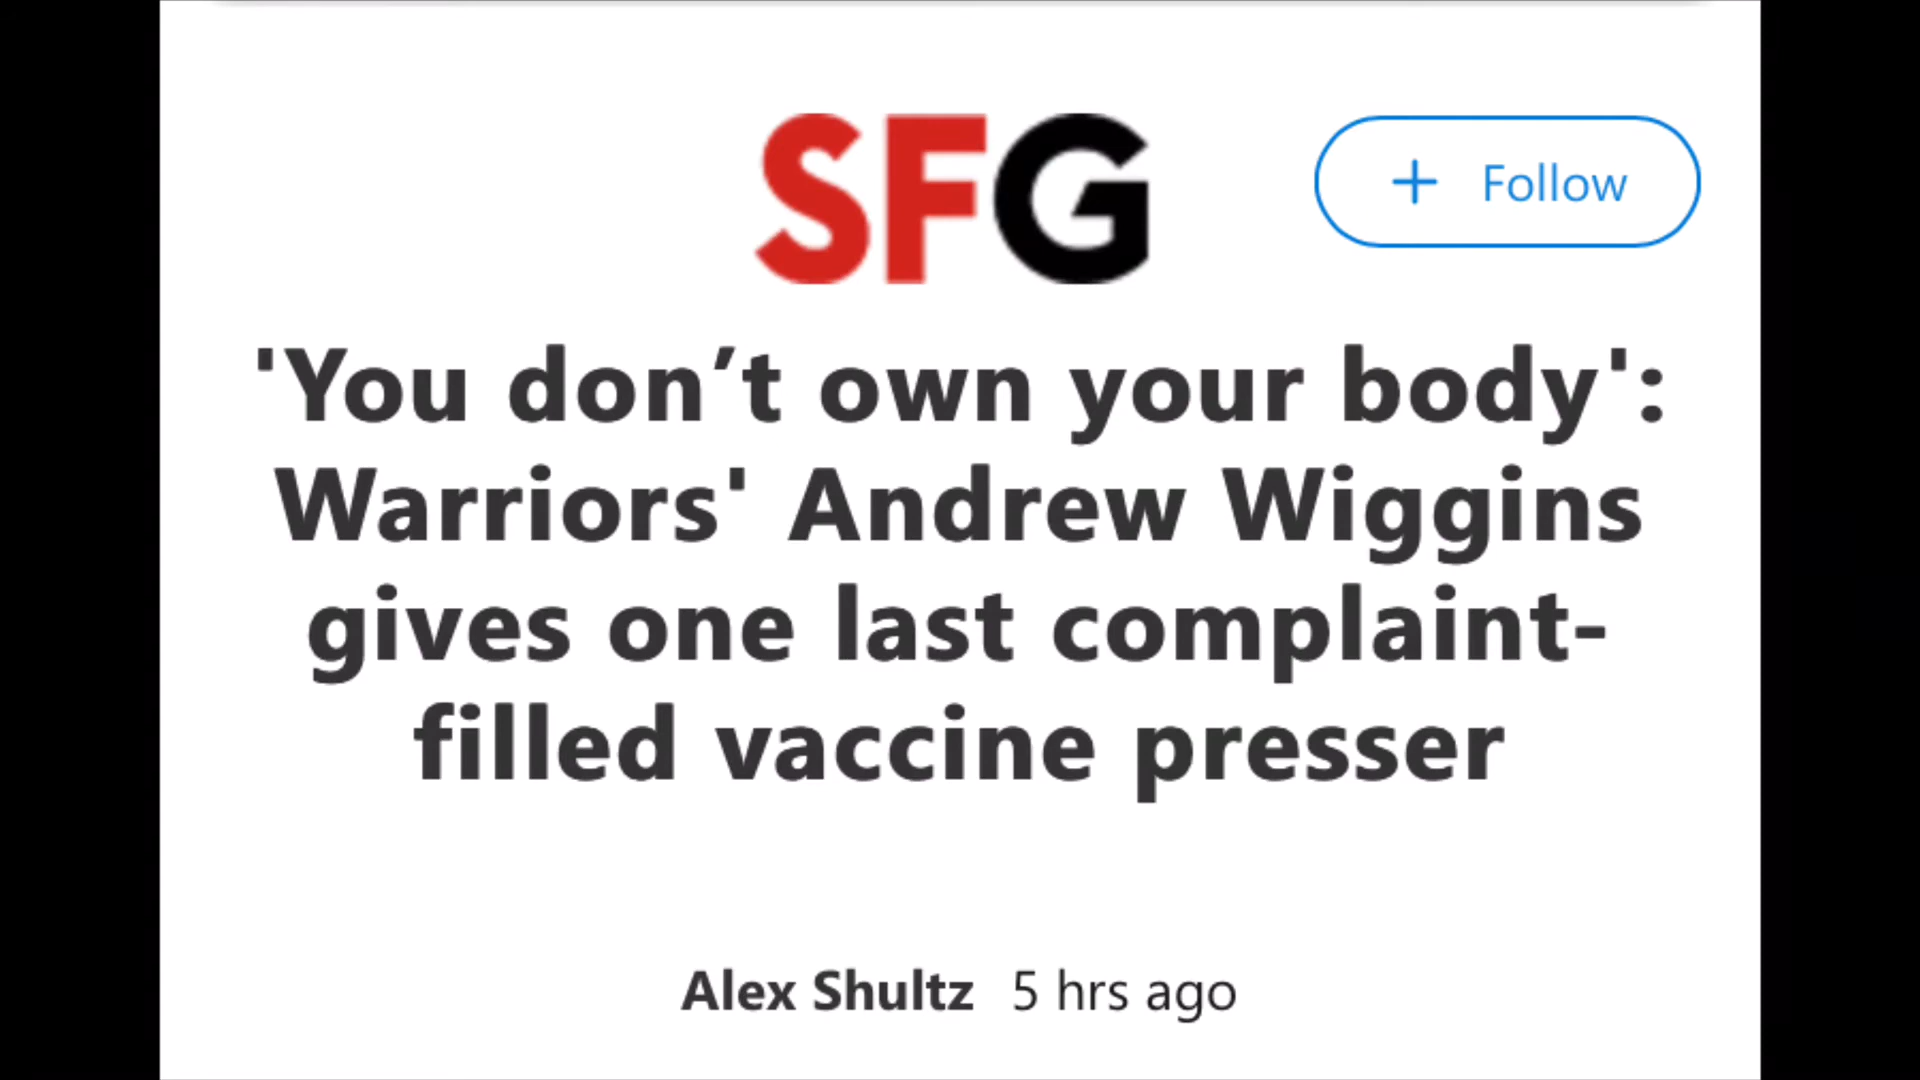 SFG
+ Follow
'You don’t own your body':
Warriors' Andrew Wiggins
gives one last complaint-
filled vaccine presser
Alex Shultz 5 hrs ago